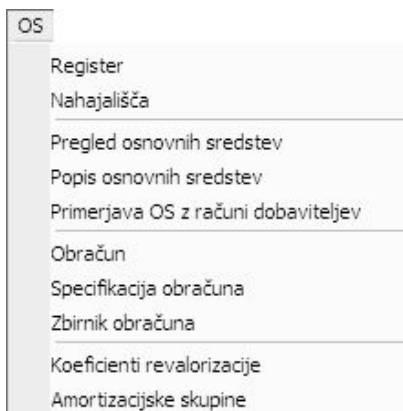 OS
Register
Nahajališča
Pregled osnovnih sredstev
Popis osnovnih sredstev
Primerjava OS z računi dobaviteljev
Obračun
Specifikacija obračuna
Zbirnik obračuna
Koeficienti revalorizacije
Amortizacijske skupine